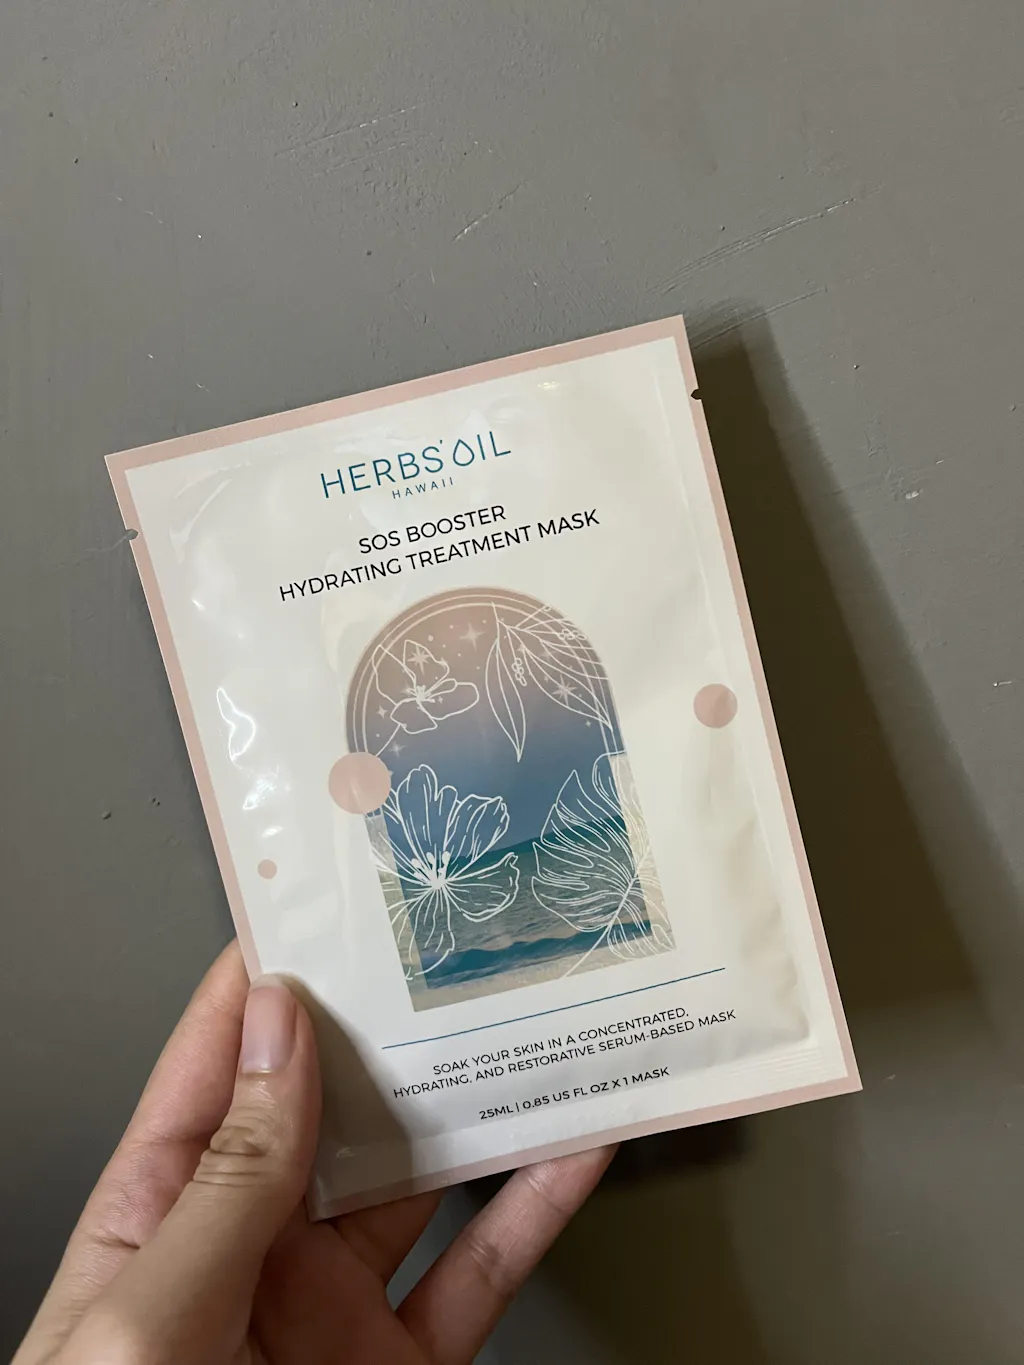 HERBS'OIL
HAWAII
SOS BOOSTER
HYDRATING TREATMENT MASK
SOAK YOUR SKIN IN A CONCENTRATED,
HYDRATING, AND RESTORATIVE SERUM-BASED MASK
25ML | 0.85 US FL OZ X 1 MASK